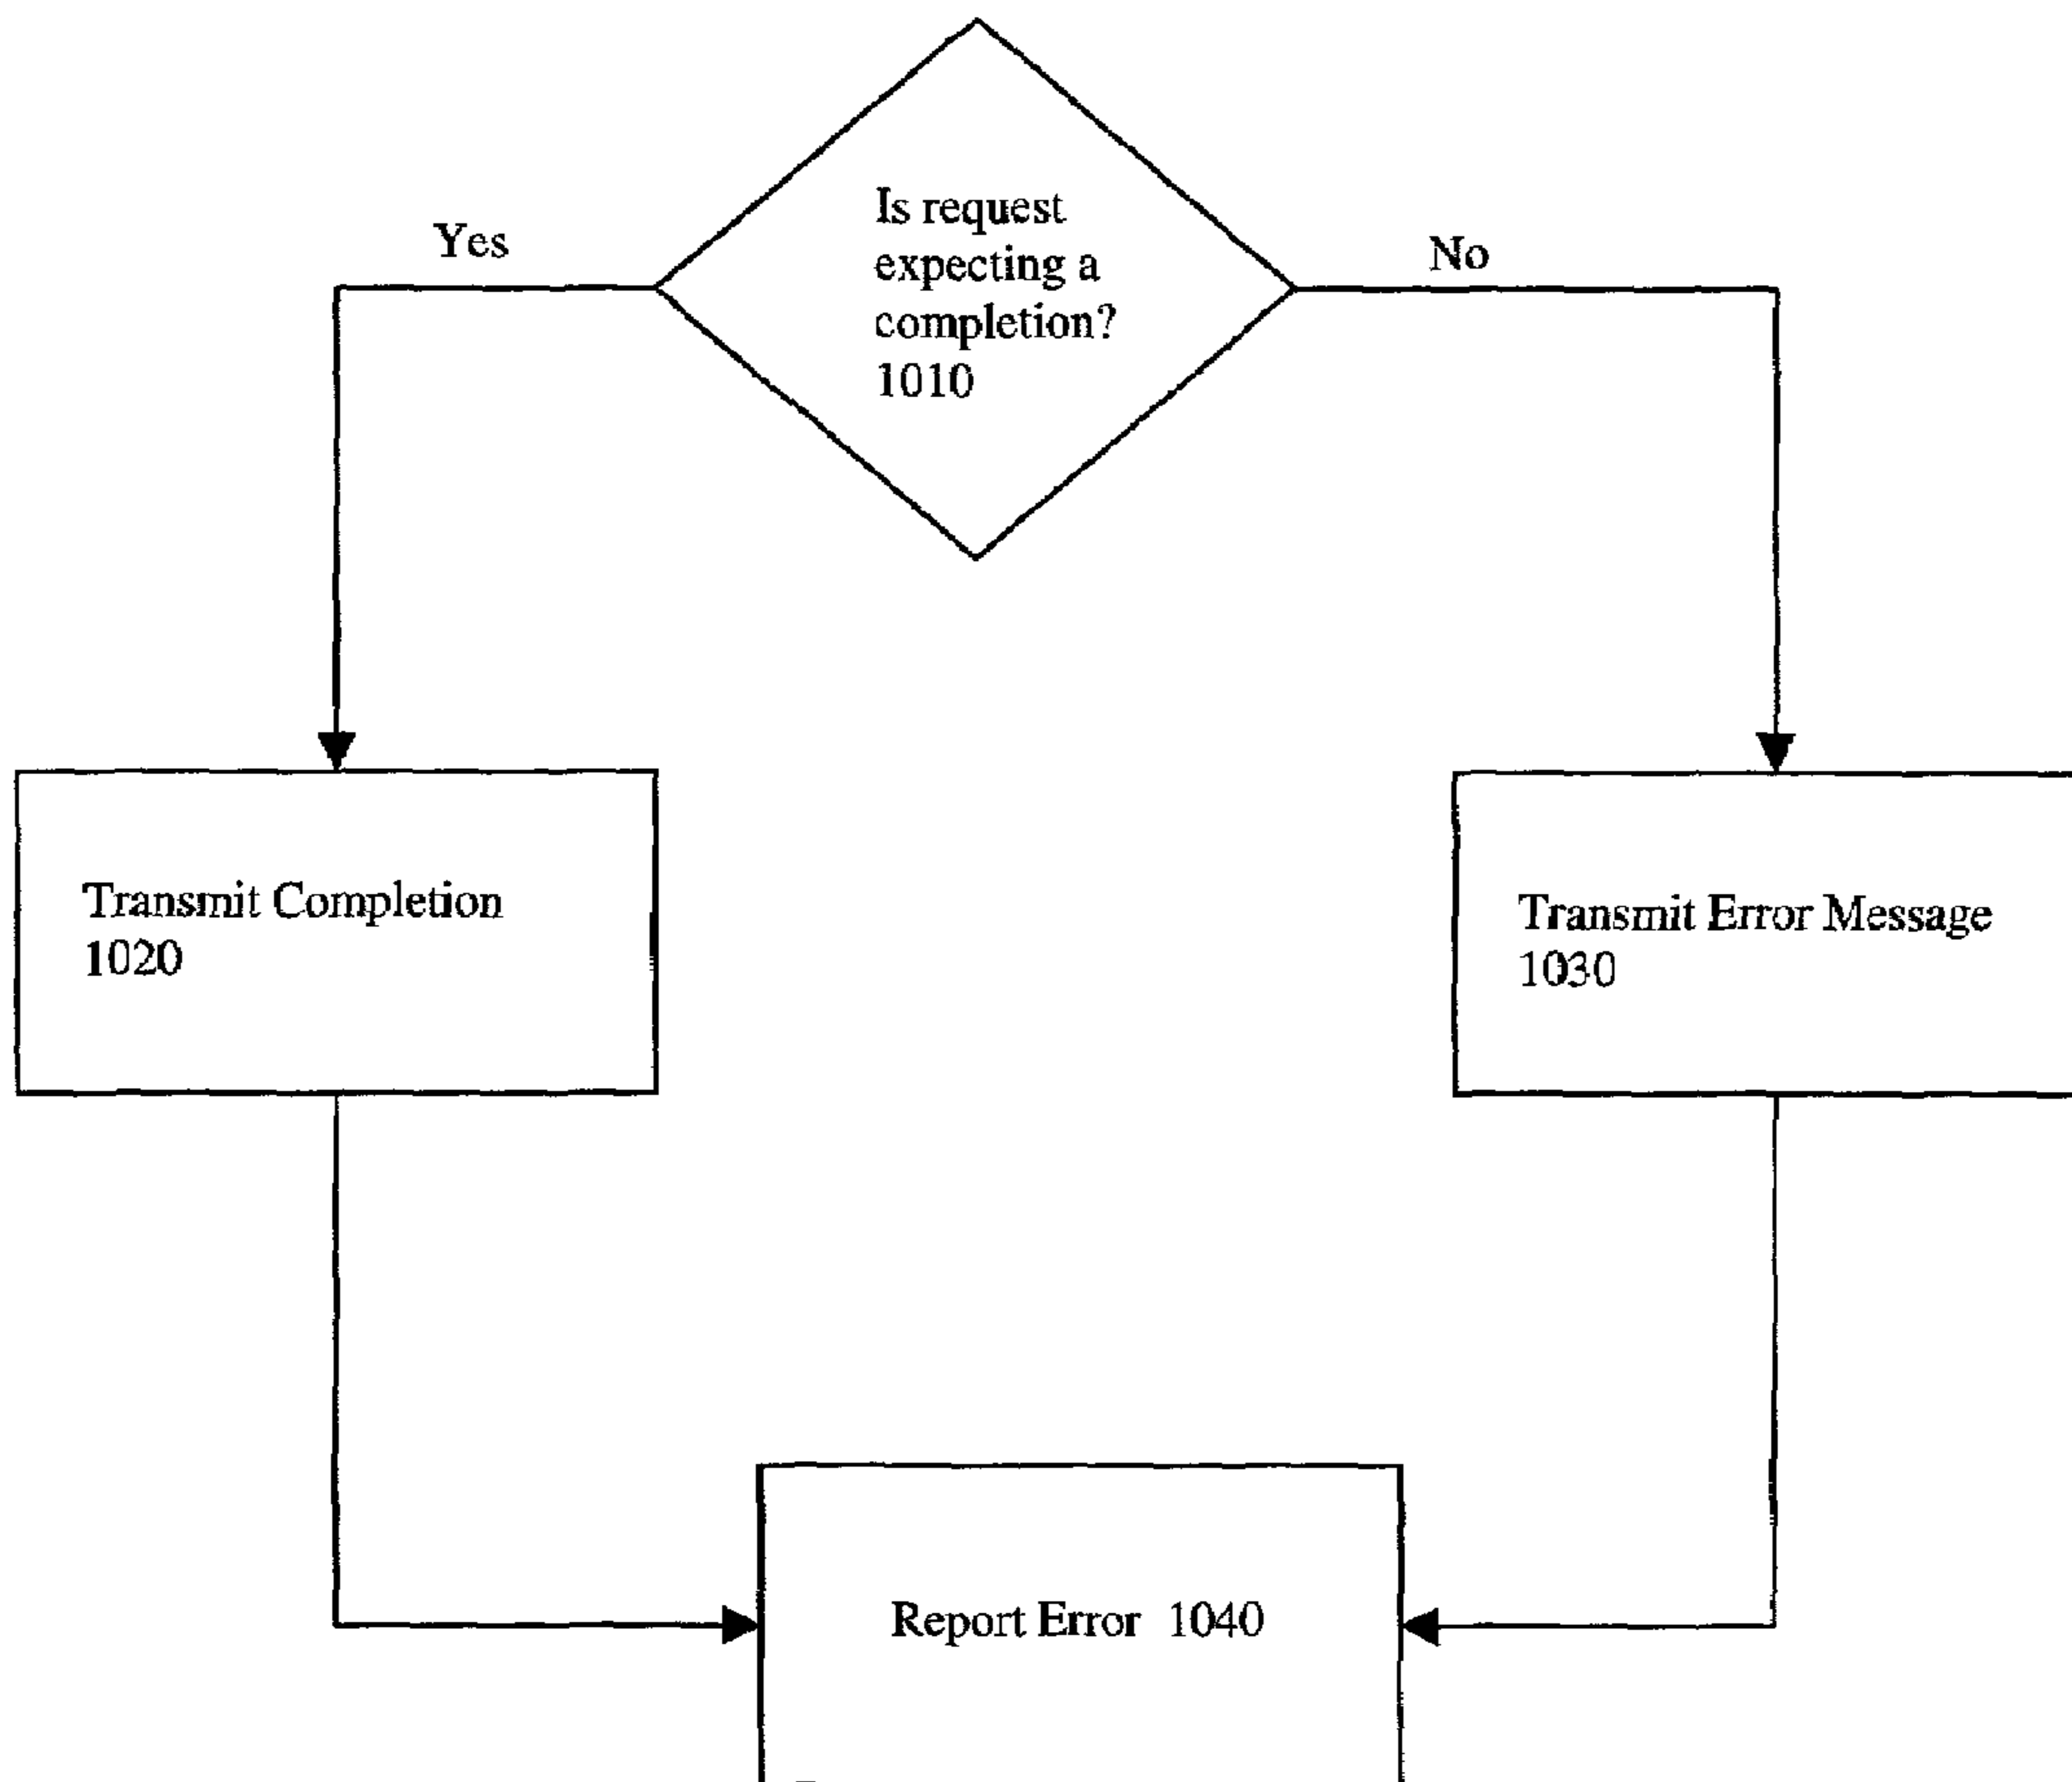 Is request
expecting a
completion?
1010
Yes
No
Transmit Completion
1020
Transmit Error Message
1030
Report Error 1040